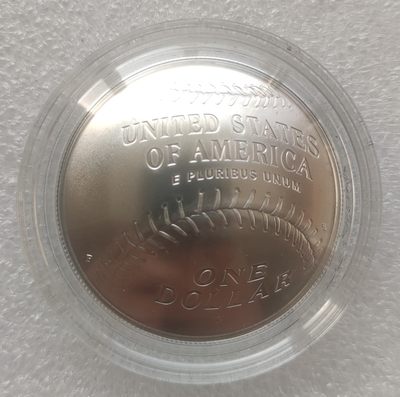 UNITED STATES
OF AMERICA
E PLURIBUS UNUM
ONE
DOLLAR